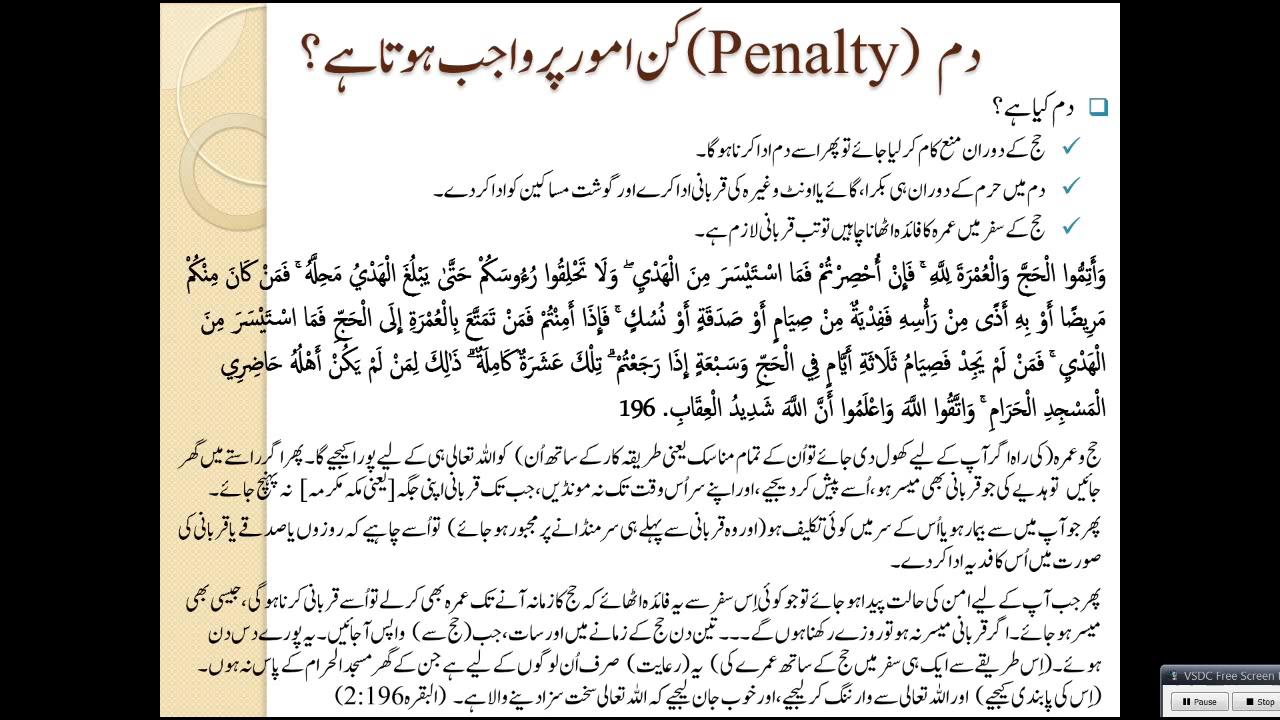 دم (Penalty) کن امور پر واجب ہوتا ہے؟
دم کیا ہے؟
حج کے دوران منع کام کر لیا جائے تو پھر اسے دم ادا کرنا ہو گا۔
دم میں حرم کے دوران ہی بکرا، گائے یا اونٹ وغیرہ کی قربانی ادا کرے اور گوشت مساکین کو ادا کر دے۔
حج کے سفر میں عمرہ کا فائدہ اٹھانا چاہیں تو تب قربانی لازم ہے۔
وَأَتِمُّوا الْحَجَّ وَالْعُمْرَةَ لِلَّهِ ۚ فَإِنْ أُحْصِرْتُمْ فَمَا اسْتَيْسَرَ مِنَ الْهَدْيِ ۖ وَلَا تَحْلِقُوا رُءُوسَكُمْ حَتَّىٰ يَبْلُغَ الْهَدْيُ مَحِلَّهُ ۚ فَمَنْ كَانَ مِنْكُمْ
مَرِيضًا أَوْ بِهِ أَذًى مِنْ رَأْسِهِ فَفِدْيَةٌ مِنْ صِيَامٍ أَوْ صَدَقَةٍ أَوْ نُسُكٍ ۚ فَإِذَا أَمِنْتُمْ فَمَنْ تَمَتَّعَ بِالْعُمْرَةِ إِلَى الْحَجِّ فَمَا اسْتَيْسَرَ مِنَ
الْهَدْيِ ۚ فَمَنْ لَمْ يَجِدْ فَصِيَامُ ثَلَاثَةِ أَيَّامٍ فِي الْحَجِّ وَسَبْعَةٍ إِذَا رَجَعْتُمْ ۗ تِلْكَ عَشَرَةٌ كَامِلَةٌ ۗ ذَٰلِكَ لِمَنْ لَمْ يَكُنْ أَهْلُهُ حَاضِرِي
الْمَسْجِدِ الْحَرَامِ ۚ وَاتَّقُوا اللَّهَ وَاعْلَمُوا أَنَّ اللَّهَ شَدِيدُ الْعِقَابِ. 196
حج و عمرہ (کی راہ اگر آپ کے لیے کھول دی جائے تو اُن کے تمام مناسک یعنی طریقہ کار کے ساتھ اُن) کو اللہ تعالی ہی کے لیے پورا کیجیے گا۔ پھر اگر راستے میں گھر
جائیں تو ہدیے کی جو قربانی بھی میسر ہو، اُسے پیش کر دیجیے، اور اپنے سر اُس وقت تک نہ مونڈیں، جب تک قربانی اپنی جگہ [یعنی مکہ مکرمہ] نہ پہنچ جائے۔
پھر جو آپ میں سے بیمار ہو یا اُس کے سر میں کوئی تکلیف ہو (اور وہ قربانی سے پہلے ہی سر منڈانے پر مجبور ہو جائے) تو اُسے چاہیے کہ روزوں یا صدقے یا قربانی کی
صورت میں اُس کا فدیہ ادا کر دے۔
پھر جب آپ کے لیے امن کی حالت پیدا ہو جائے تو جو کوئی اِس سفر سے یہ فائدہ اٹھائے کہ حج کا زمانہ آنے تک عمرہ بھی کر لے تو اُسے قربانی کرنا ہو گی، جیسی بھی
میسر ہو جائے۔ اگر قربانی میسر نہ ہو تو روزے رکھنا ہوں گے۔۔۔ تین دن حج کے زمانے میں اور سات، جب (حج سے) واپس آ جائیں۔ یہ پورے دس دن
ہوئے۔ (اِس طریقے سے ایک ہی سفر میں حج کے ساتھ عمرے کی) یہ (رعایت) صرف اُن لوگوں کے لیے ہے جن کے گھر مسجد الحرام کے پاس نہ ہوں۔
(اِس کی پابندی کیجیے) اور اللہ تعالی سے وارننگ کر لیجیے، اور خوب جان لیجیے کہ اللہ تعالی سخت سزا دینے والا ہے۔ (البقرہ 2:196)
VSDC Free Screen
Pause Stop